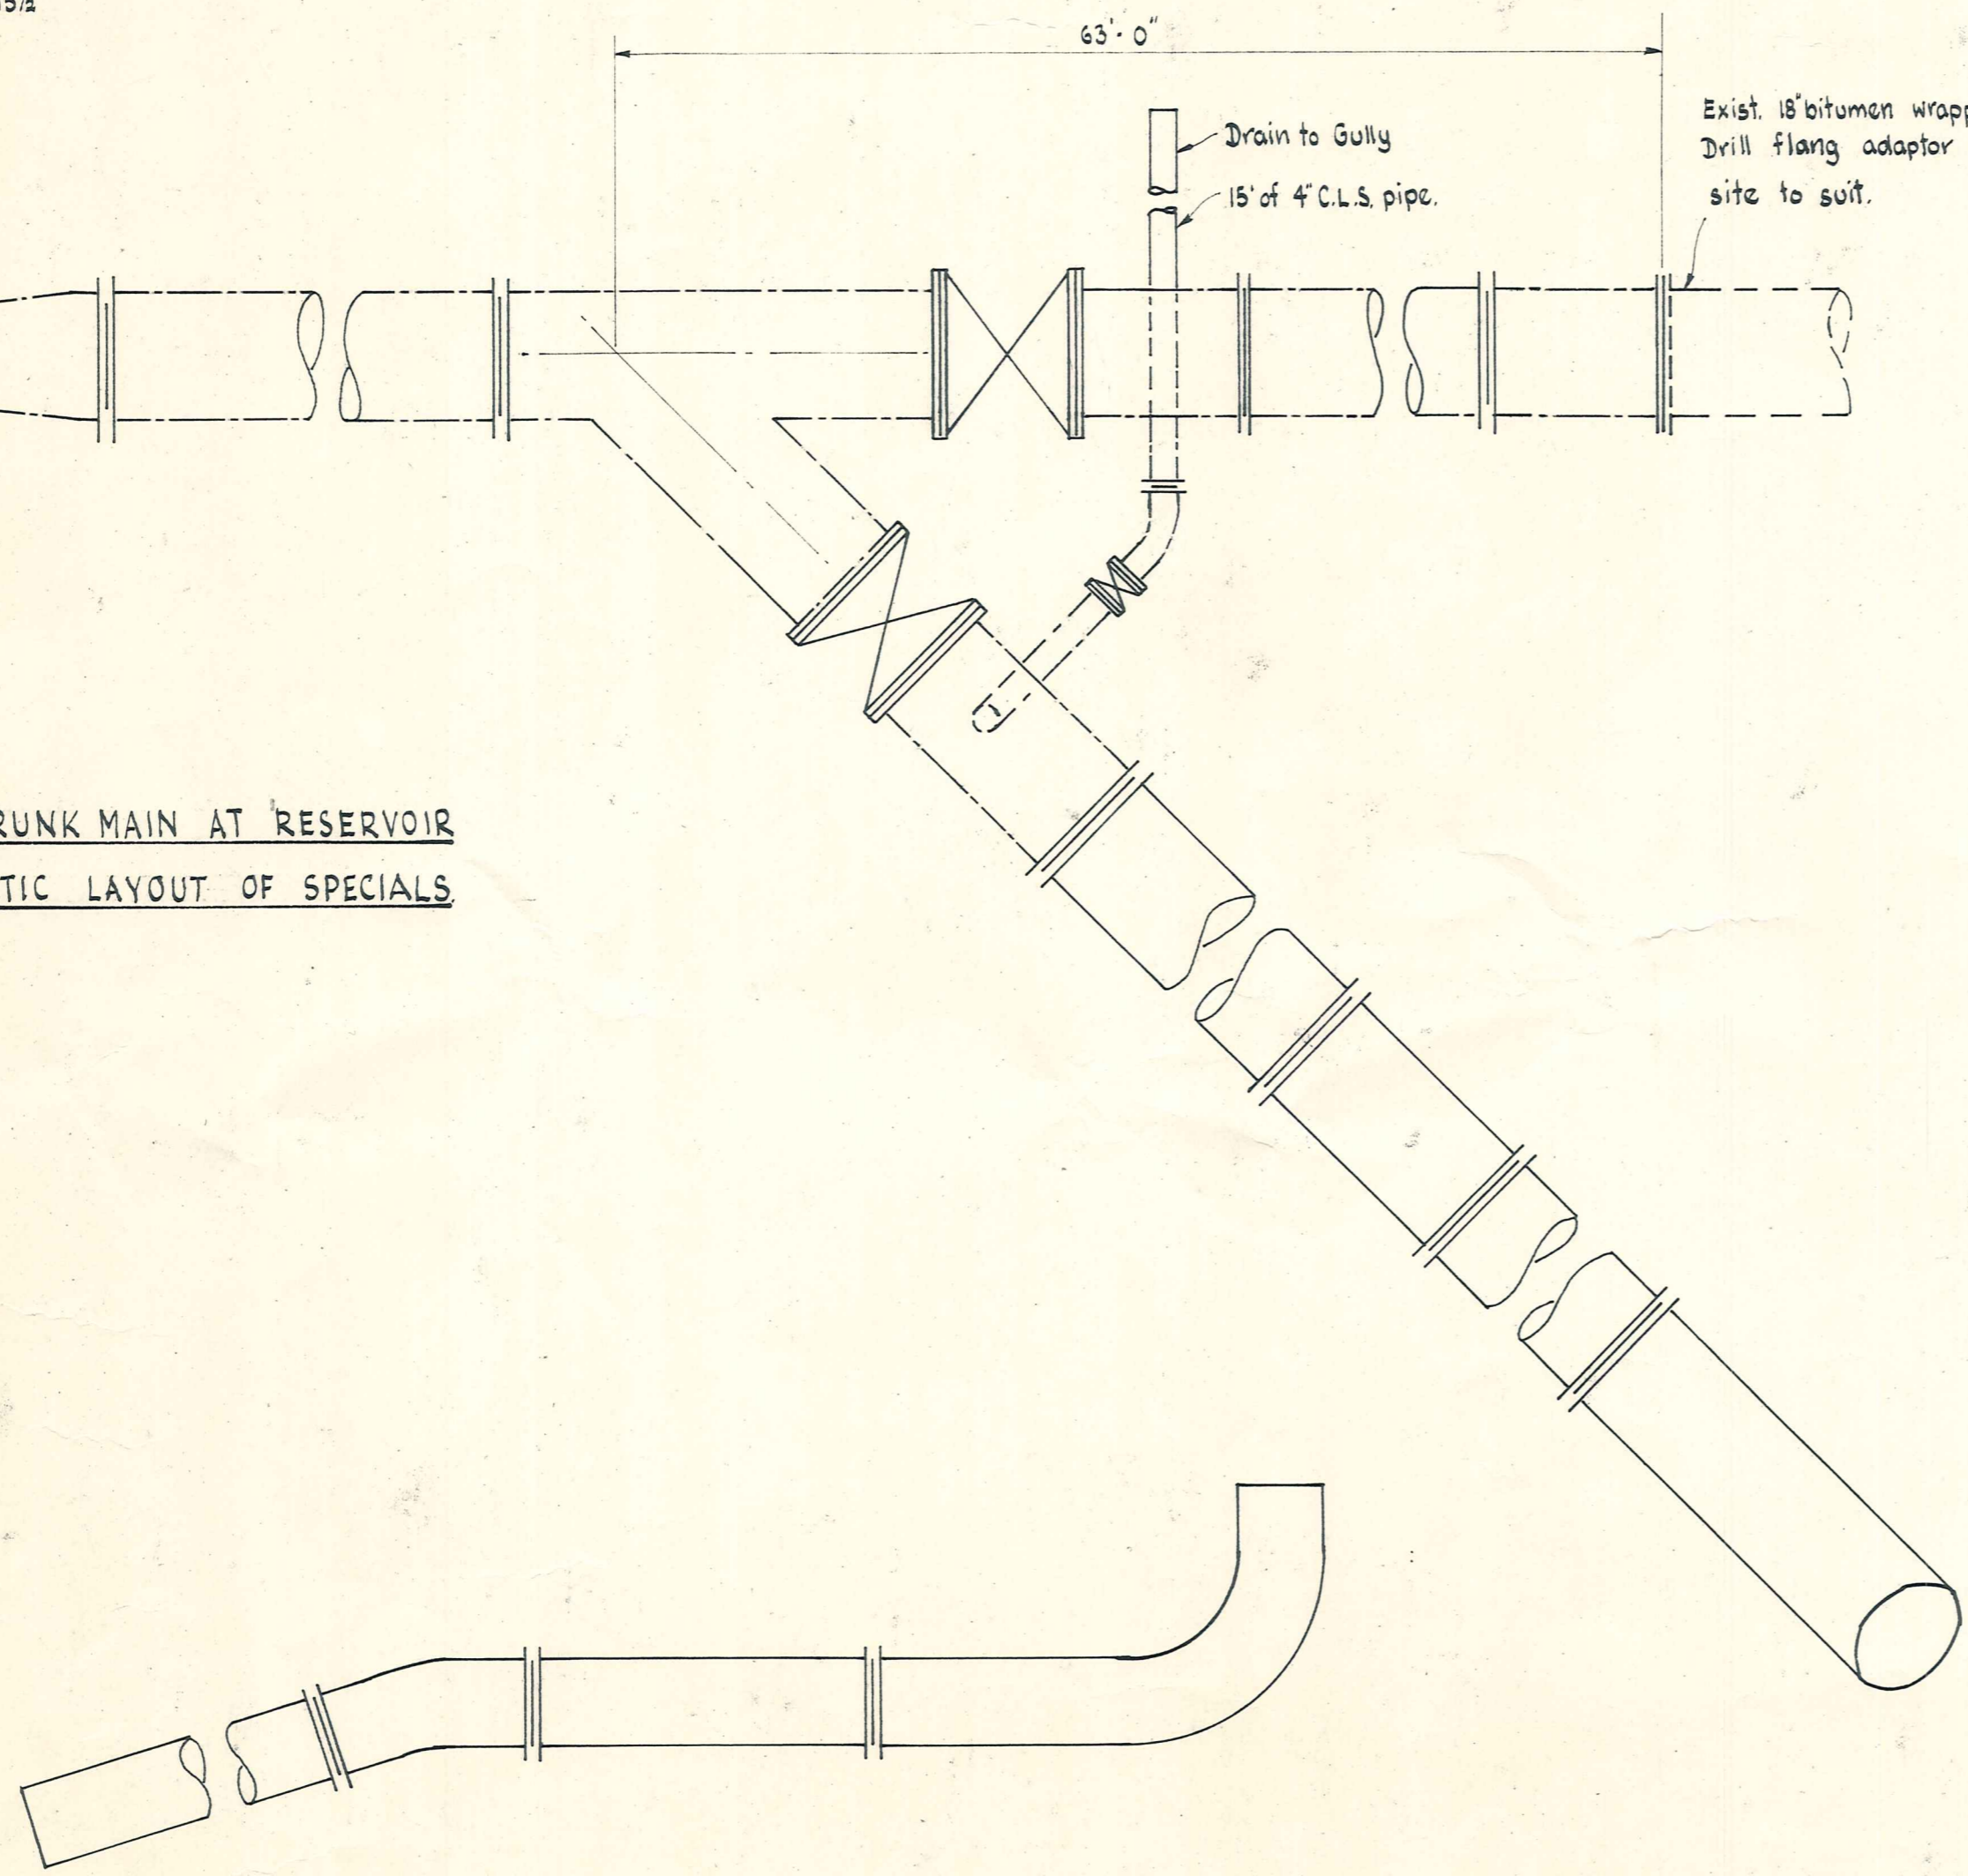 63'-0"
Drain to Gully
15' of 4" C.L.S. pipe.
Exist. 18" bitumen wrapp
Drill flang adaptor
site to suit.
RUNK MAIN AT RESERVOIR
TIC LAYOUT OF SPECIALS.